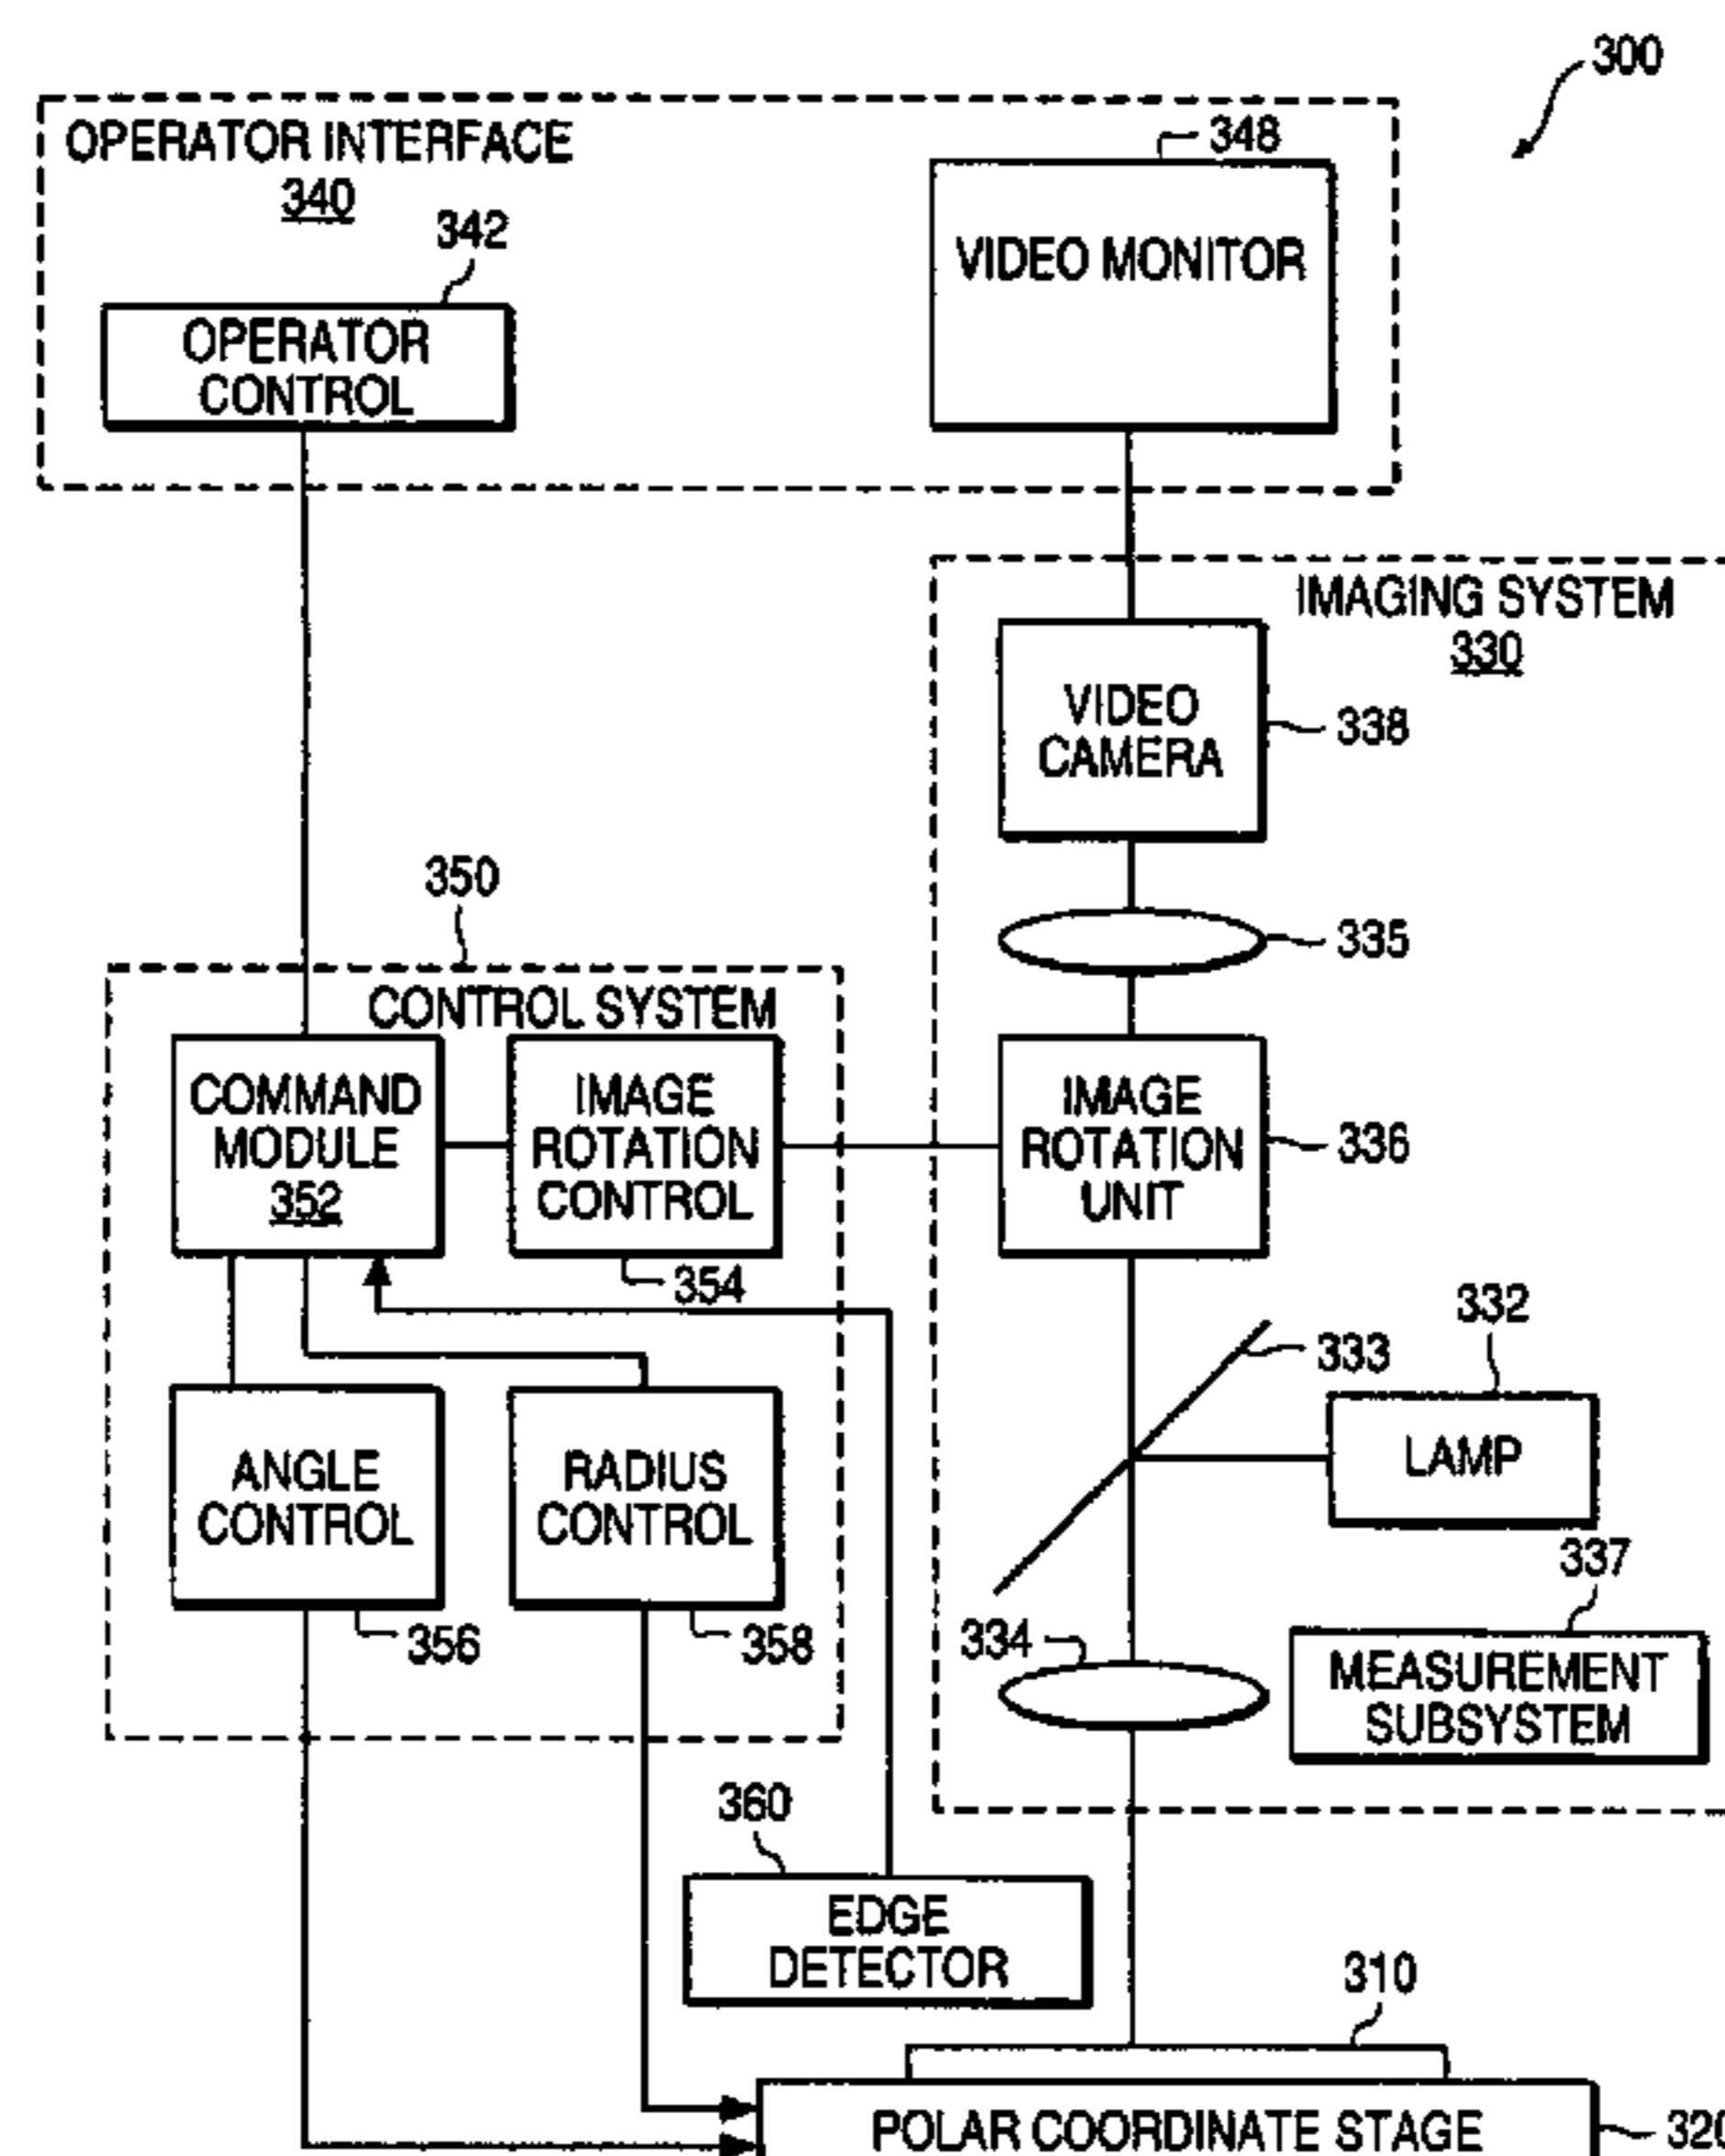 300
OPERATOR INTERFACE
340
348
342
VIDEO MONITOR
OPERATOR
CONTROL
IMAGING SYSTEM
330
VIDEO
CAMERA
338
350
335
CONTROL SYSTEM
COMMAND
MODULE
352
IMAGE
ROTATION
CONTROL
IMAGE
ROTATION
UNIT
336
354
332
333
LAMP
ANGLE
CONTROL
RADIUS
CONTROL
337
356
358
334
MEASUREMENT
SUBSYSTEM
360
EDGE
DETECTOR
310
POLAR COORDINATE STAGE
320